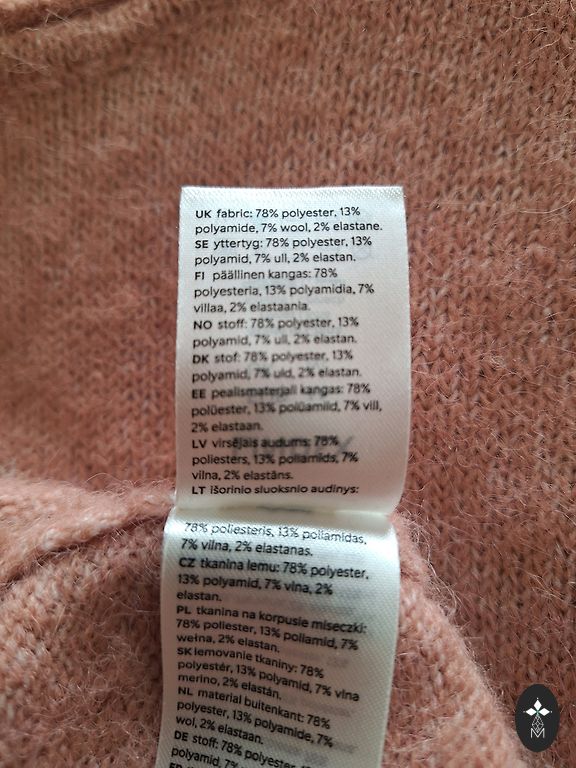 UK fabric: 78% polyester, 13%
polyamide, 7% wool, 2% elastane.
SE yttertyg: 78% polyester, 13%
polyamid, 7% ull, 2% elastan.
FI päällinen kangas: 78%
polyesteria, 13% polyamidia, 7%
villaa, 2% elastaania.
NO stoff: 78% polyester, 13%
polyamid, 7% ull, 2% elastan.
DK stof: 78% polyester, 13%
polyamid, 7% uld, 2% elastan.
EE pealismaterjali kangas: 78%
polüester, 13% polüamiid, 7% vill,
2% elastaan.
LV virsējais audums: 78%
poliesters, 13% poliamīds, 7%
vilna, 2% elastāns.
LT išorinio sluoksnio audinys:
78% poliesteris, 13% poliamidas,
7% vilna, 2% elastanas.
CZ tkanina lemu: 78% polyester,
13% polyamid, 7% vlna, 2%
elastan.
PL tkanina na korpusie miseczki:
78% poliester, 13% poliamid, 7%
wełna, 2% elastan.
SK lemovanie tkaniny: 78%
polyestér, 13% polyamid, 7% vlna
merino, 2% elastán.
NL material buitenkant: 78%
polyester, 13% polyamide, 7%
wol, 2% elastaan.
DE stoff: 78% polyester, 13%
polyamid, 7%
M